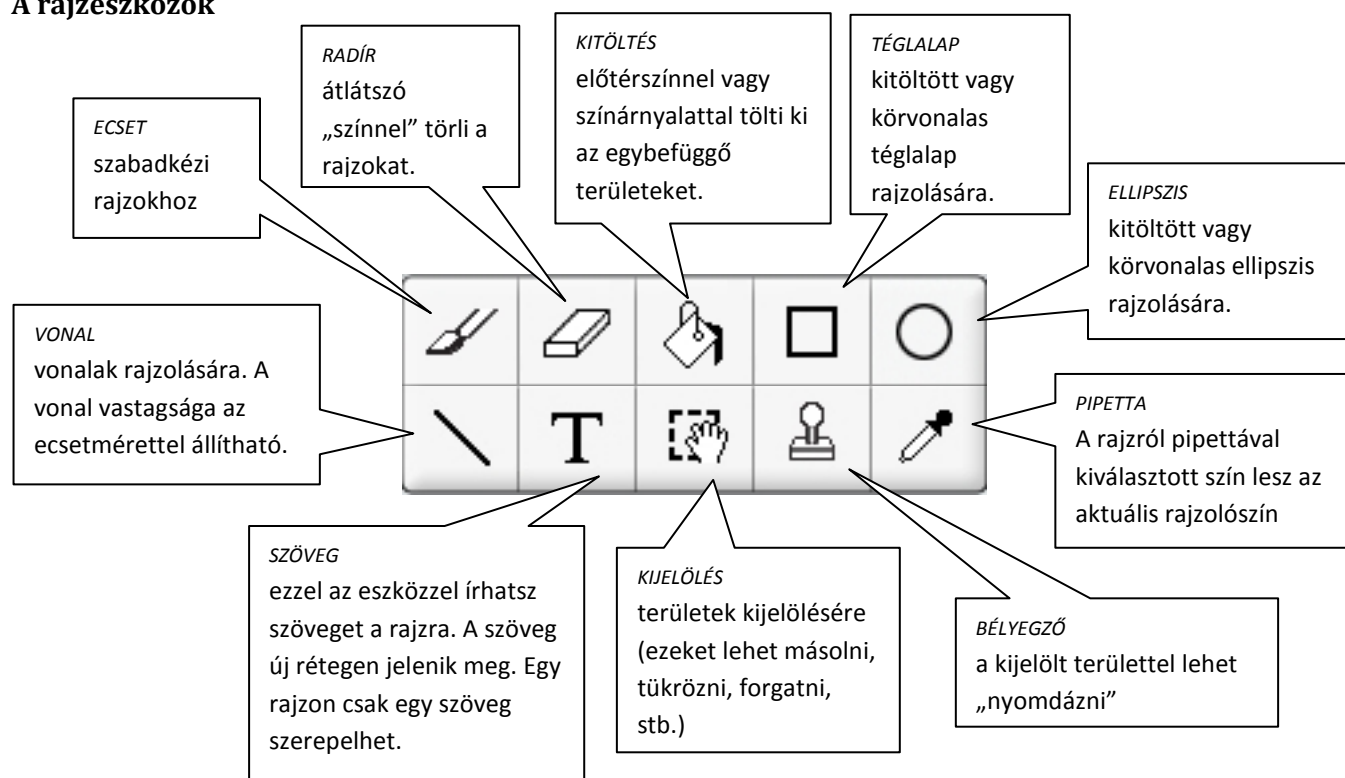 A rajzeszközök
RADÍR
átlátszó
„színnel” törli a
rajzokat.
KITÖLTÉS
előtérszínnel vagy
színárnyalattal tölti ki
az egybefüggő
területeket.
TÉGLALAP
kitöltött vagy
körvonalas
téglalap
rajzolására.
ECSET
szabadkézi
rajzokhoz
ELLIPSZIS
kitöltött vagy
körvonalas ellipszis
rajzolására.
VONAL
vonalak rajzolására. A
vonal vastagsága az
ecsetmérettel állítható.
T
PIPETTA
A rajzról pipettával
kiválasztott szín lesz az
aktuális rajzolószín
SZÖVEG
ezzel az eszközzel írhatsz
szöveget a rajzra. A szöveg
új rétegen jelenik meg. Egy
rajzon csak egy szöveg
szerepelhet.
KIJELÖLÉS
területek kijelölésére
(ezeket lehet másolni,
tükrözni, forgatni,
stb.)
BÉLYEGZŐ
a kijelölt területtel lehet
„nyomdázni”